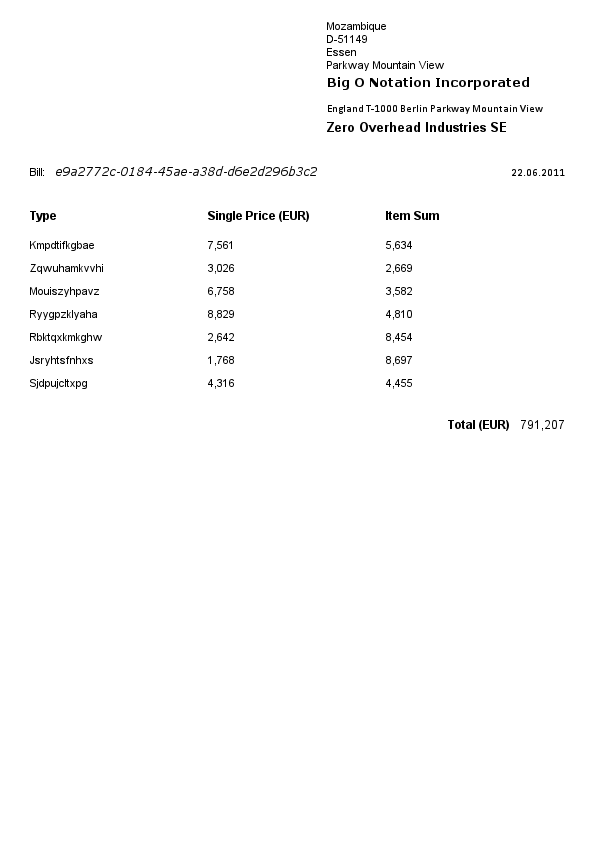 Mozambique
D-51149
Essen
Parkway Mountain View
Big O Notation Incorporated
England T-1000 Berlin Parkway Mountain View
Zero Overhead Industries SE
Bill: e9a2772c-0184-45ae-a38d-d6e2d296b3c2 22.06.2011
Type Single Price (EUR) Item Sum
Kmpdtifkgbae 7,561 5,634
Zqwuhamkvvhi 3,026 2,669
Mouiszyhpavz 6,758 3,582
Ryygpzklyaha 8,829 4,810
Rbktqxkmkghw 2,642 8,454
Jsryhtsfnhxs 1,768 8,697
Sjdpujcltxpg 4,316 4,455
Total (EUR) 791,207